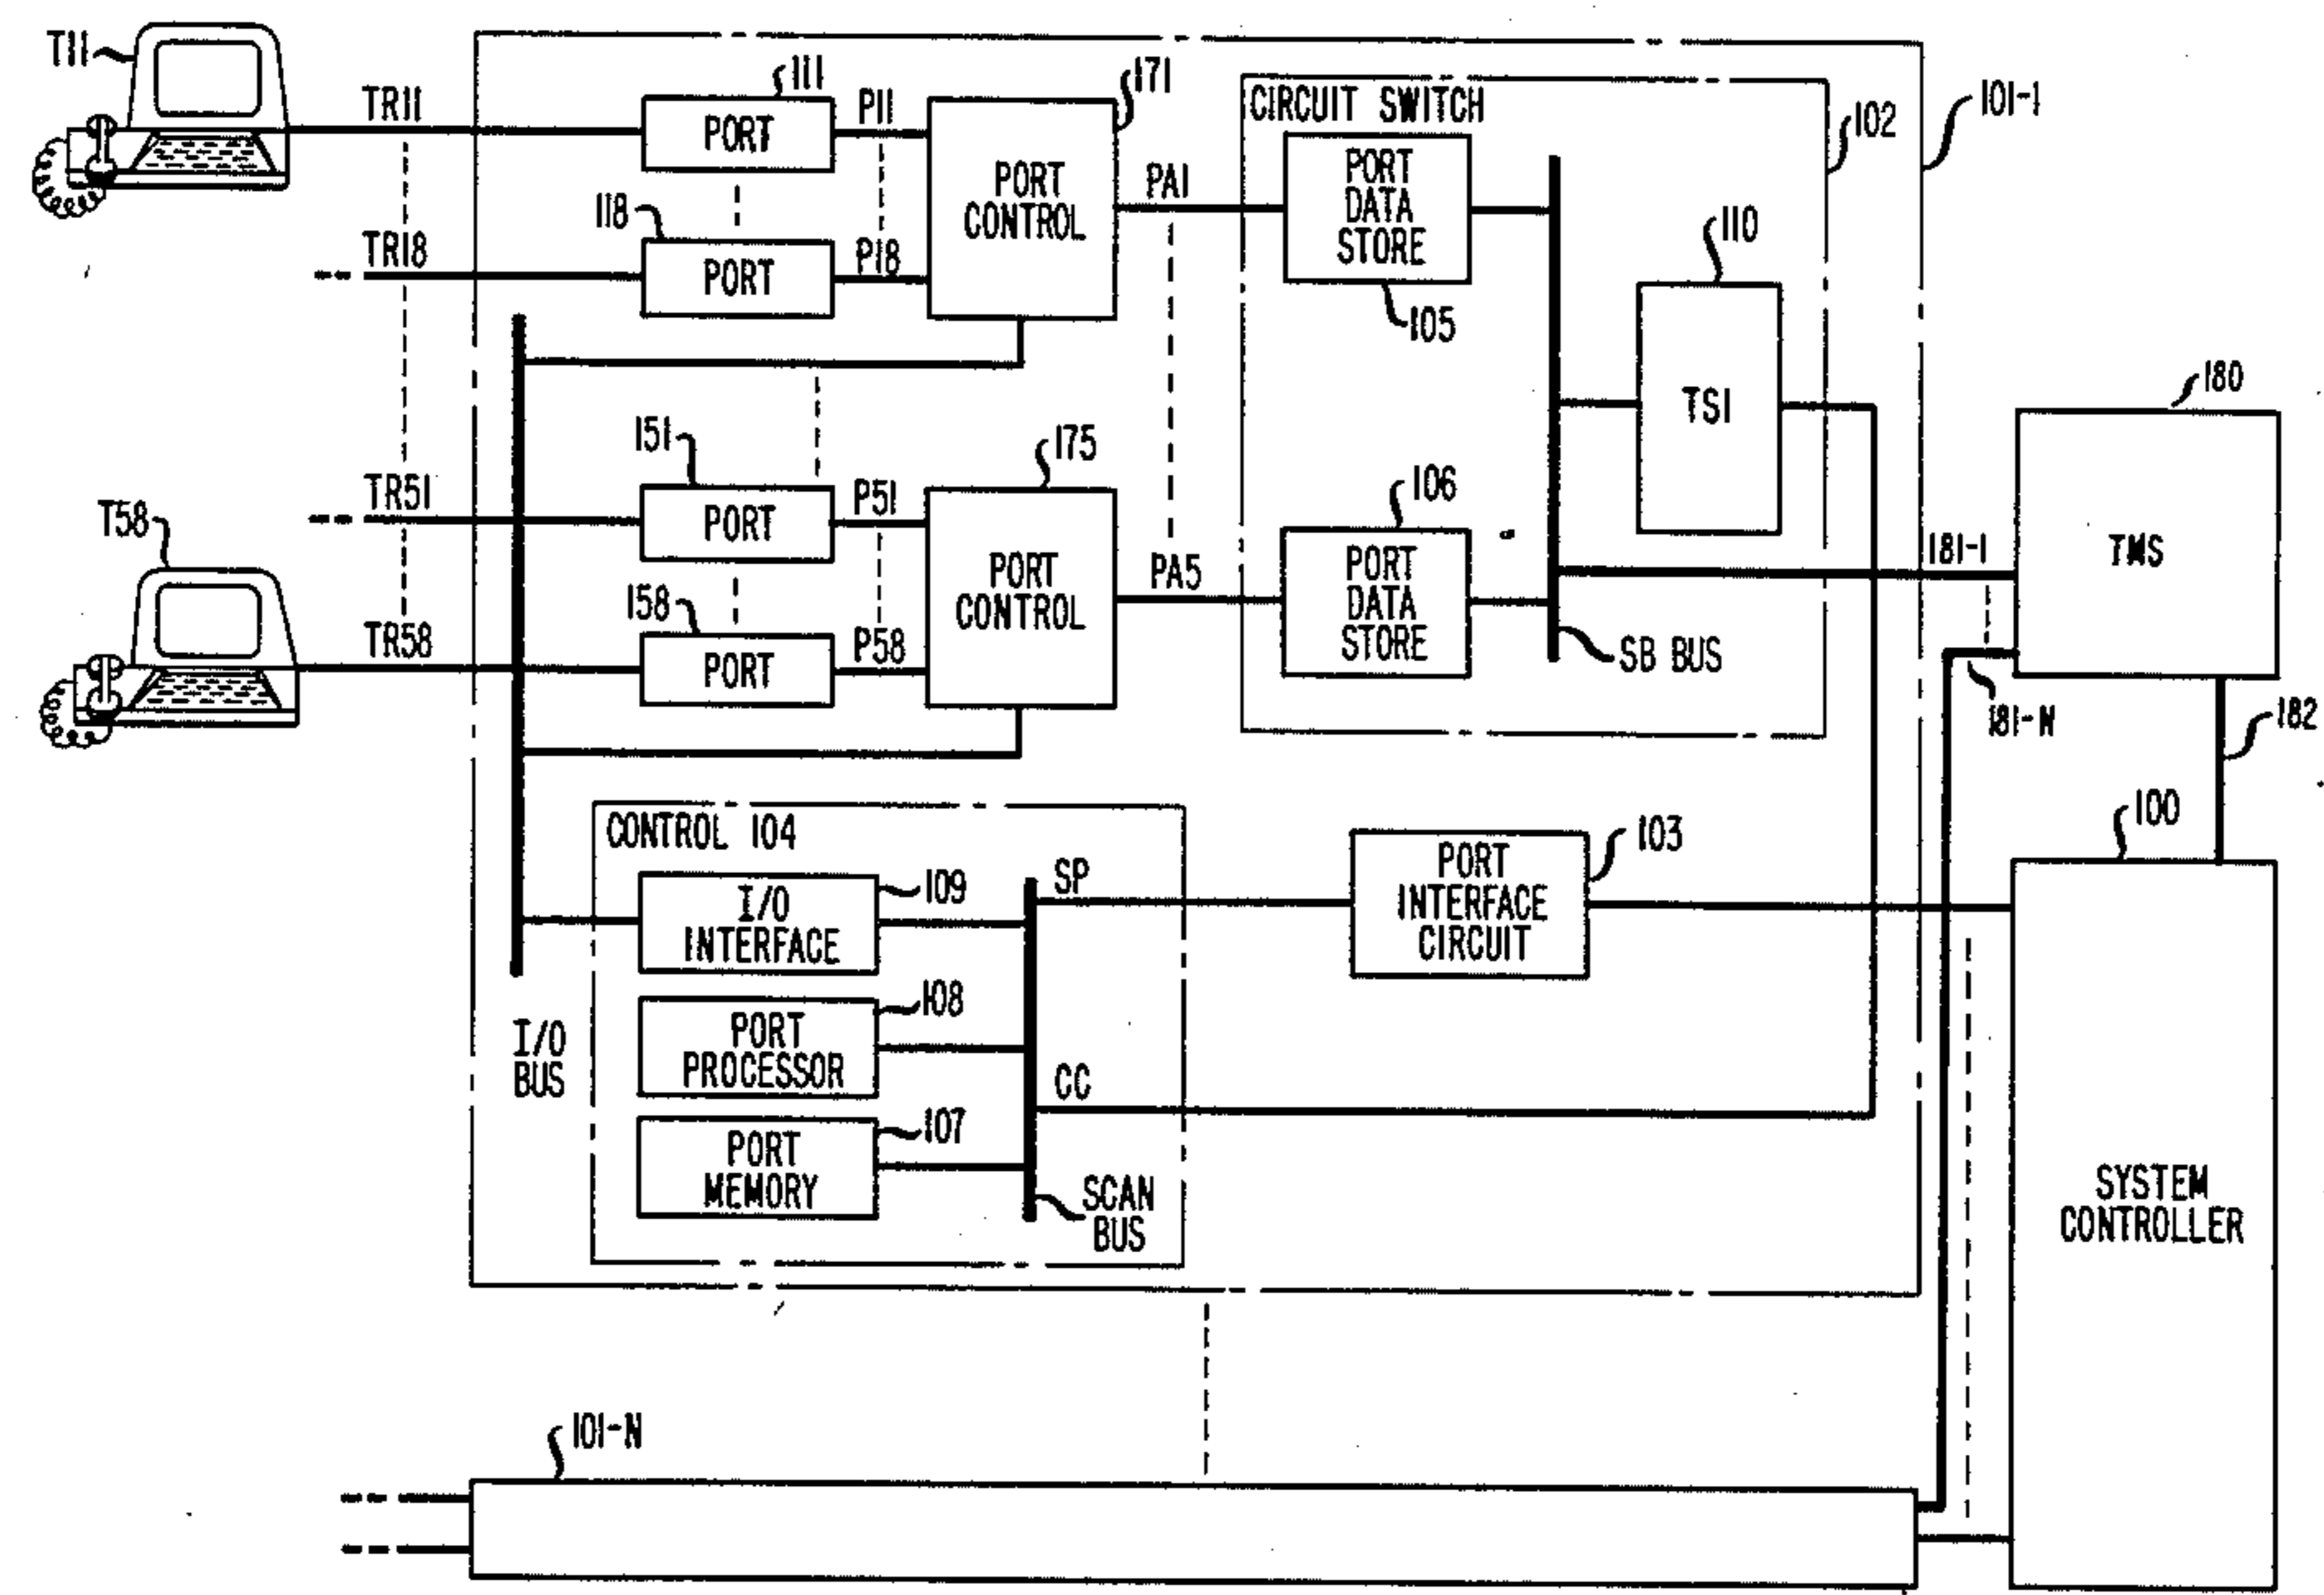 T11
TR11
111
PORT
P11
171
PORT
CONTROL
PA1
CIRCUIT SWITCH
PORT
DATA
STORE
105
102
101-1
TR18
118
PORT
P18
110
TSI
TR51
151
PORT
P51
175
PORT
CONTROL
PA5
106
PORT
DATA
STORE
SB BUS
181-1
180
TMS
T58
TR58
158
PORT
P58
181-N
182
CONTROL 104
I/O
INTERFACE
109
SP
PORT
INTERFACE
CIRCUIT
103
100
SYSTEM
CONTROLLER
I/O
BUS
PORT
PROCESSOR
108
CC
PORT
MEMORY
107
SCAN
BUS
101-N